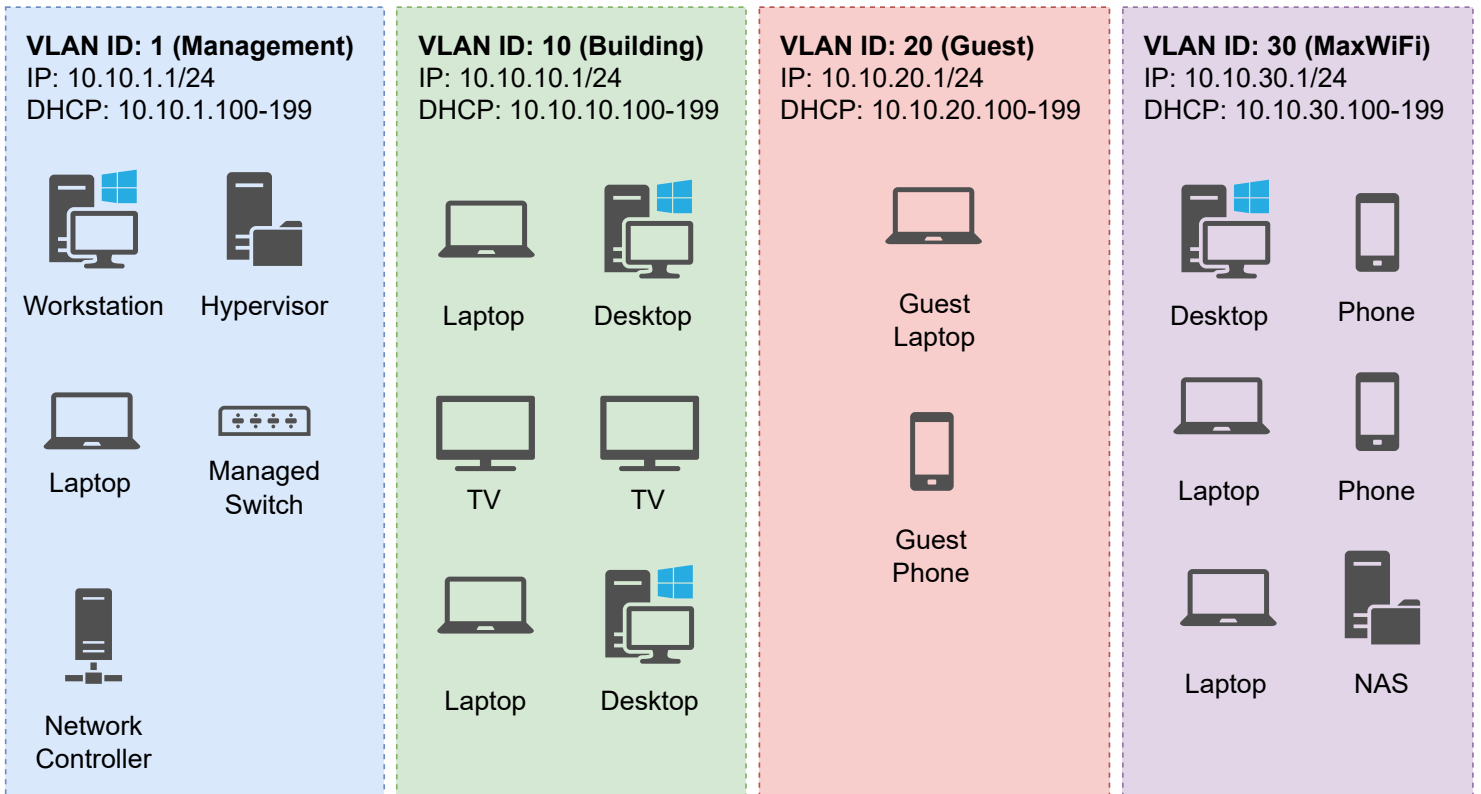 VLAN ID: 1 (Management)
IP: 10.10.1.1/24
DHCP: 10.10.1.100-199
Workstation
Hypervisor
Laptop
Managed
Switch
Network
Controller
VLAN ID: 10 (Building)
IP: 10.10.10.1/24
DHCP: 10.10.10.100-199
Laptop
Desktop
TV
TV
Laptop
Desktop
VLAN ID: 20 (Guest)
IP: 10.10.20.1/24
DHCP: 10.10.20.100-199
Guest
Laptop
Guest
Phone
VLAN ID: 30 (MaxWiFi)
IP: 10.10.30.1/24
DHCP: 10.10.30.100-199
Desktop
Phone
Laptop
Phone
Laptop
NAS